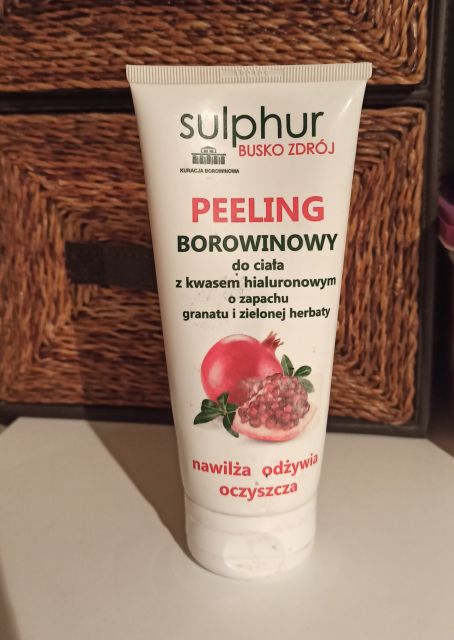 sulphur
BUSKO ZDRÓJ
KURACJA BOROWINOWA
PEELING
BOROWINOWY
do ciała
z kwasem hialuronowym
o zapachu
granatu i zielonej herbaty
nawilża odżywia
oczyszcza